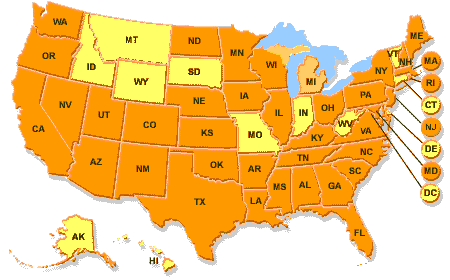 WA
MT
ND
MN
ME
VT
NH
OR
ID
WY
SD
WI
MI
NY
MA
RI
CT
NJ
DE
MD
DC
NV
UT
CO
NE
IA
IL
IN
OH
PA
WV
VA
CA
AZ
NM
KS
MO
KY
NC
OK
AR
TN
SC
TX
LA
MS
AL
GA
FL
AK
HI